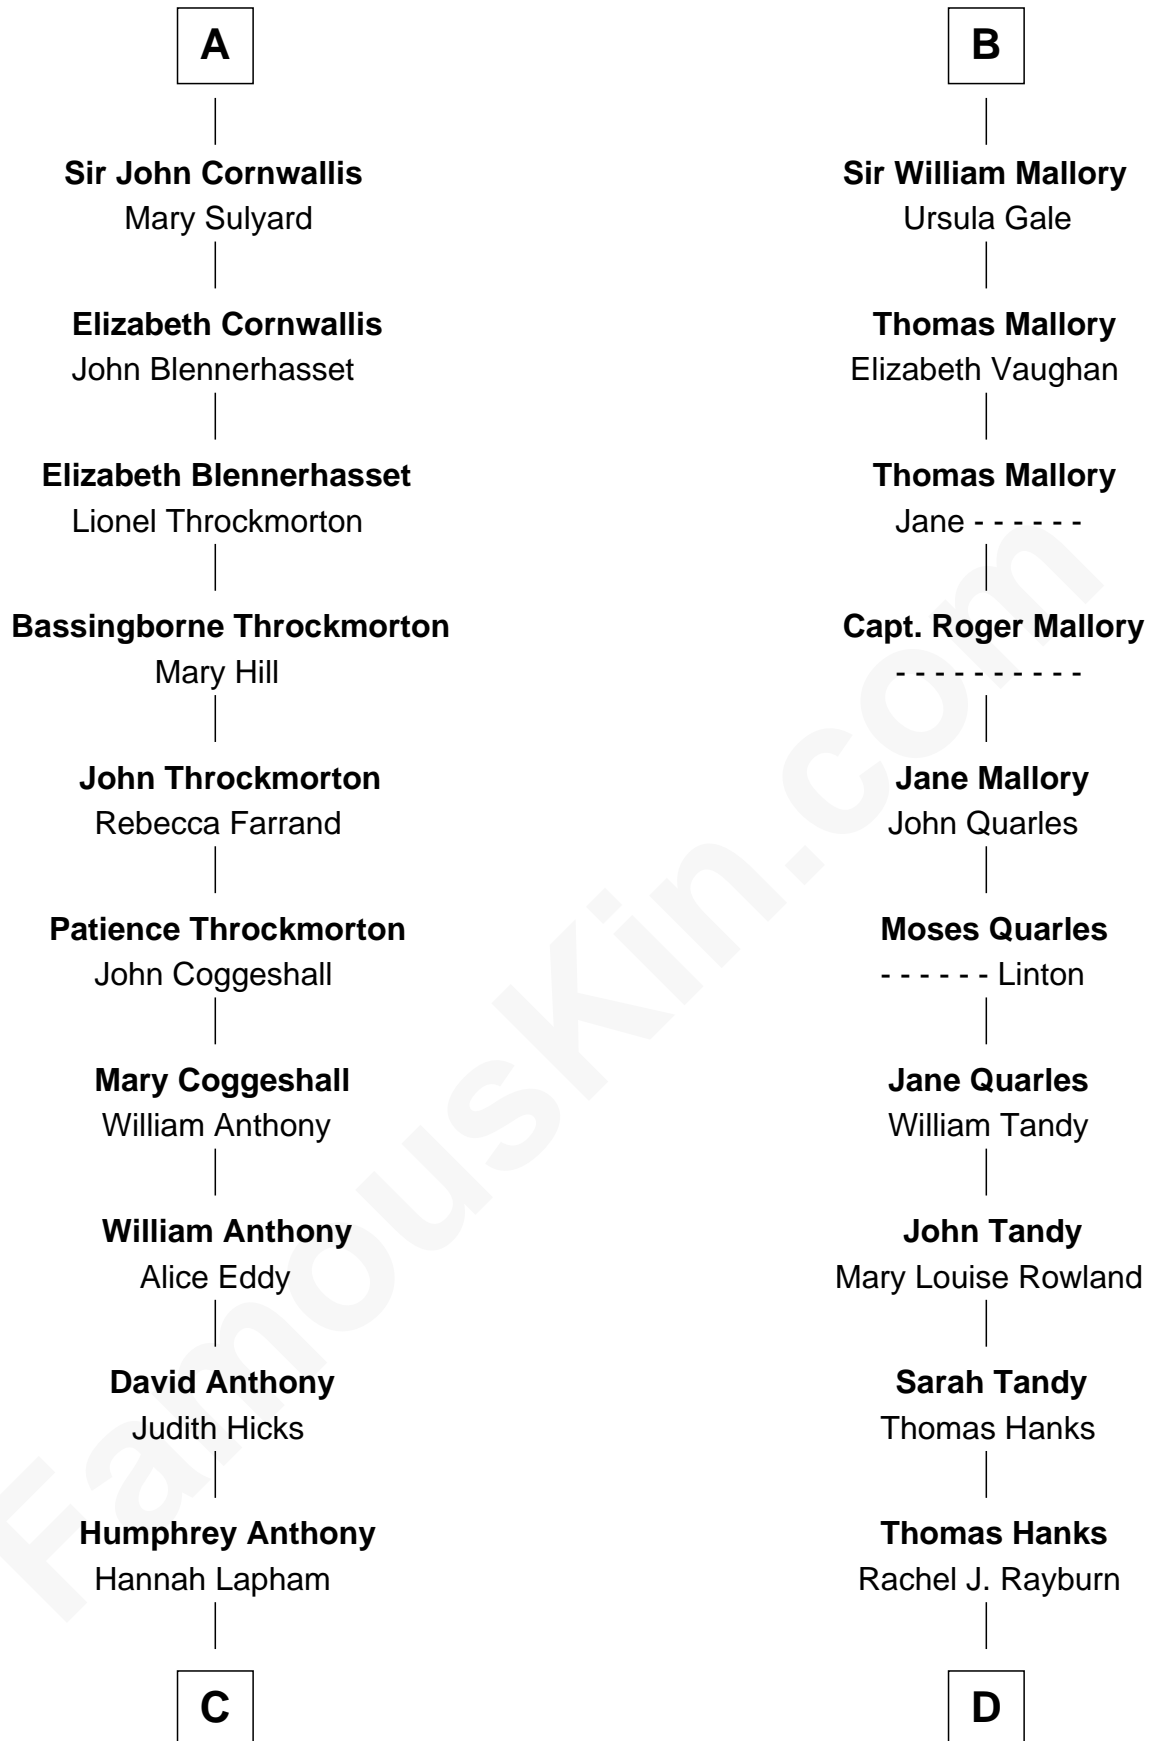 A
Sir John Cornwallis
Mary Sulyard
Elizabeth Cornwallis
John Blennerhasset
Elizabeth Blennerhasset
Lionel Throckmorton
Bassingborne Throckmorton
Mary Hill
John Throckmorton
Rebecca Farrand
Patience Throckmorton
John Coggeshall
Mary Coggeshall
William Anthony
William Anthony
Alice Eddy
David Anthony
Judith Hicks
Humphrey Anthony
Hannah Lapham
C
B
Sir William Mallory
Ursula Gale
Thomas Mallory
Elizabeth Vaughan
Thomas Mallory
Jane - - - - - -
Capt. Roger Mallory
- - - - - - - - - -
Jane Mallory
John Quarles
Moses Quarles
- - - - - - Linton
Jane Quarles
William Tandy
John Tandy
Mary Louise Rowland
Sarah Tandy
Thomas Hanks
Thomas Hanks
Rachel J. Rayburn
D
FamousKin.com